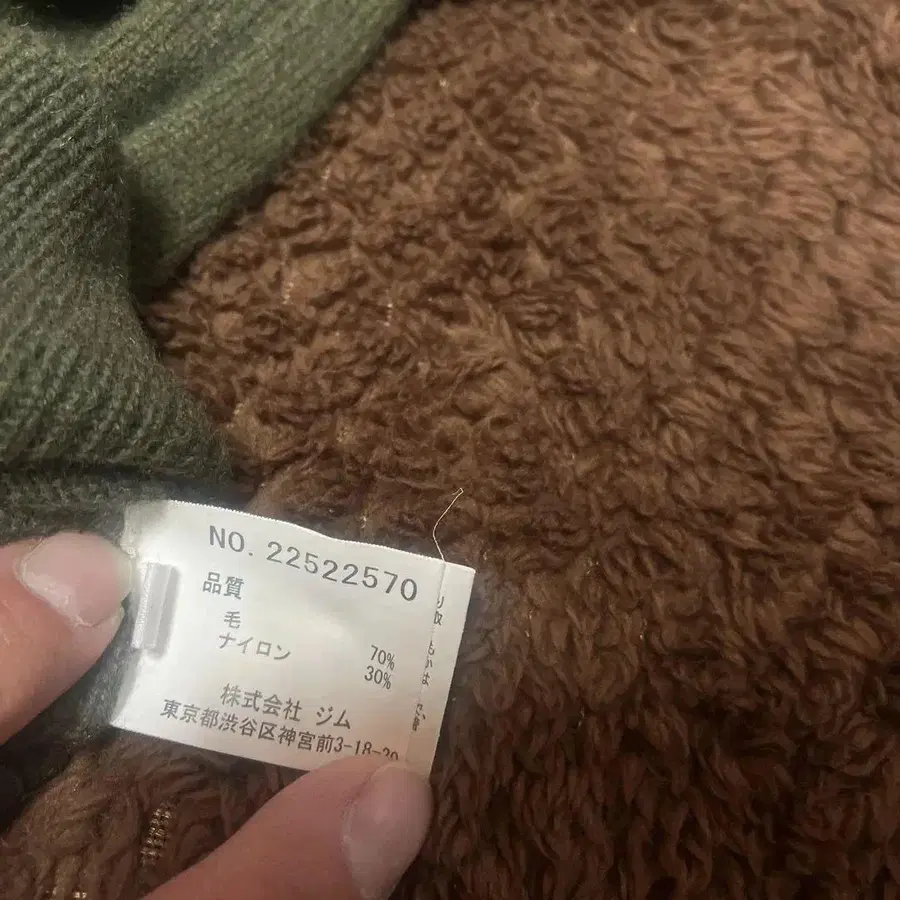 NO. 22522570
品質
毛 70%
ナイロン 30%
株式会社 ジム
東京都渋谷区神宮前3-18-20